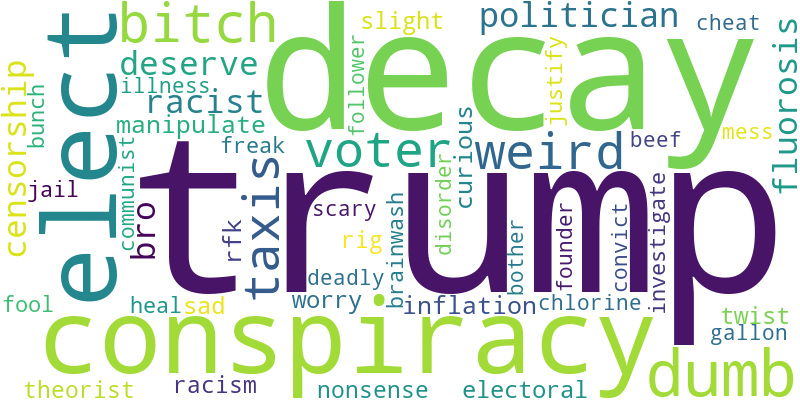 bitch
slight
politician
cheat
decay
elect
censorship
bunch
deserve
illness
racist
manipulate
follower
justify
fluorosis
freak
voter
curious
weird
beef
mess
jail
communist
bro
trump
taxis
rfk
scary
rig
disorder
brainwash
bother
founder
convict
investigate
deadly
worry
inflation
chlorine
fool
heal
sad
twist
gallon
conspiracy
dumb
theorist
racism
nonsense
electoral